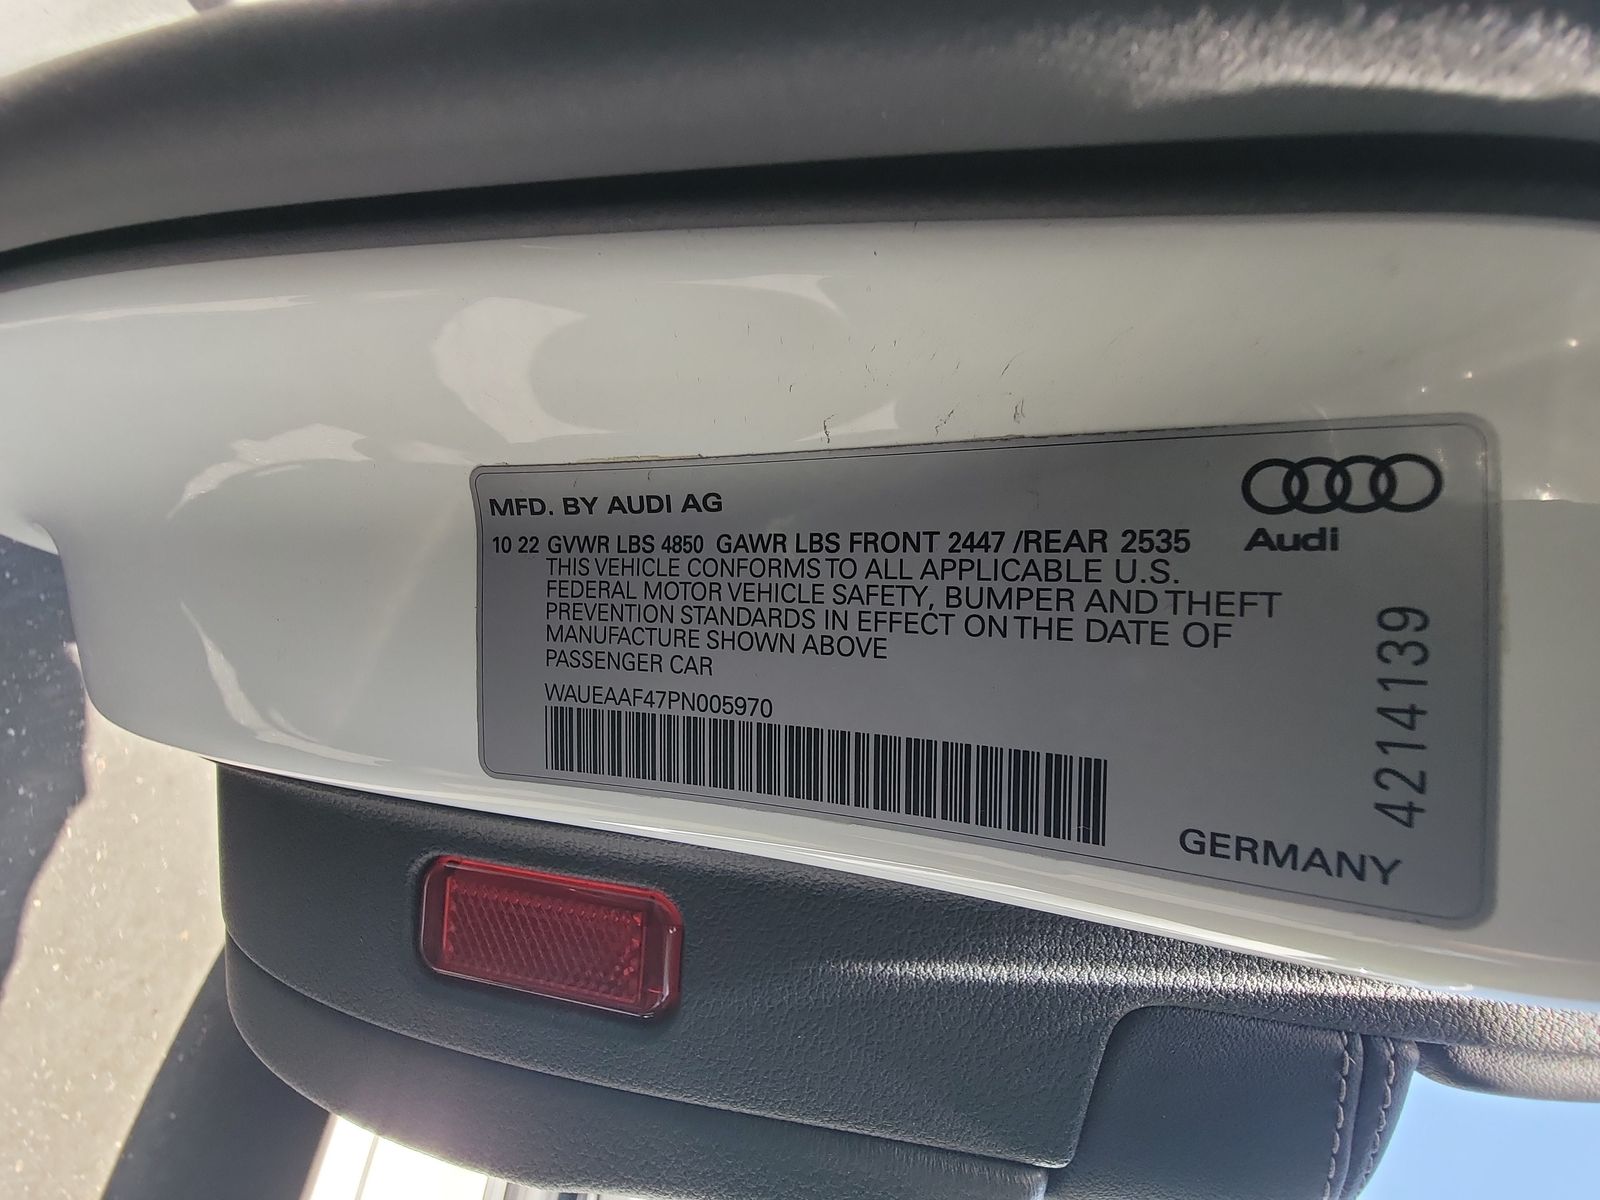 MFD. BY AUDI AG
10 22 GVWR LBS 4850 GAWR LBS FRONT 2447 /REAR 2535
THIS VEHICLE CONFORMS TO ALL APPLICABLE U.S.
FEDERAL MOTOR VEHICLE SAFETY, BUMPER AND THEFT
PREVENTION STANDARDS IN EFFECT ON THE DATE OF
MANUFACTURE SHOWN ABOVE
PASSENGER CAR
WAUEAAF47PN005970
Audi
4214139
GERMANY